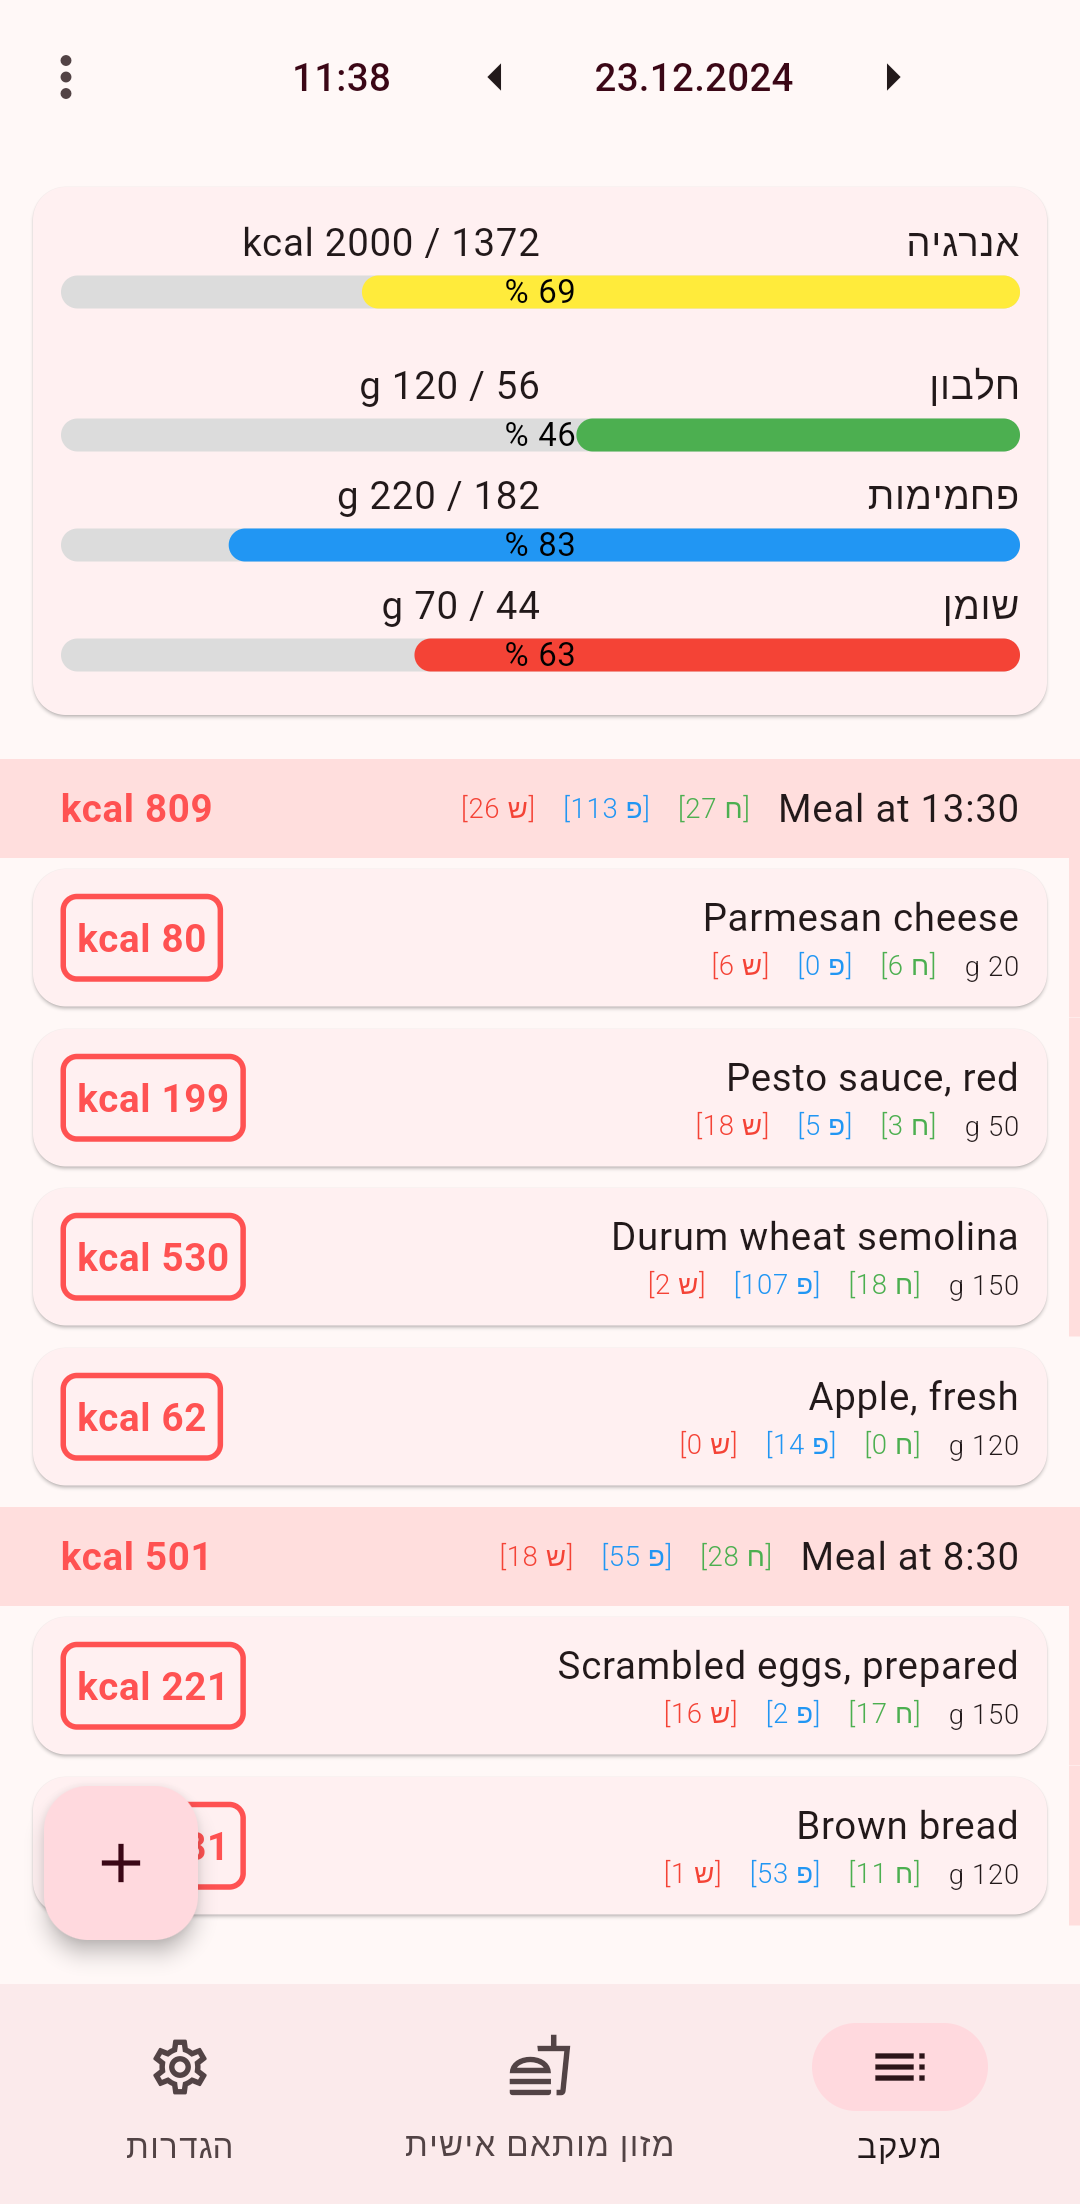 11:38 23.12.2024
אנרגיה 1372 / 2000 kcal
69 %
חלבון 56 / 120 g
46 %
פחמימות 182 / 220 g
83 %
שומן 44 / 70 g
63 %
Meal at 13:30 [ח 27] [פ 113] [ש 26] 809 kcal
Parmesan cheese
20 g [ח 6] [פ 0] [ש 6] 80 kcal
Pesto sauce, red
50 g [ח 3] [פ 5] [ש 18] 199 kcal
Durum wheat semolina
150 g [ח 18] [פ 107] [ש 2] 530 kcal
Apple, fresh
120 g [ח 0] [פ 14] [ש 0] 62 kcal
Meal at 8:30 [ח 28] [פ 55] [ש 18] 501 kcal
Scrambled eggs, prepared
150 g [ח 17] [פ 2] [ש 16] 221 kcal
Brown bread
120 g [ח 11] [פ 53] [ש 1]
מעקב מזון מותאם אישית הגדרות